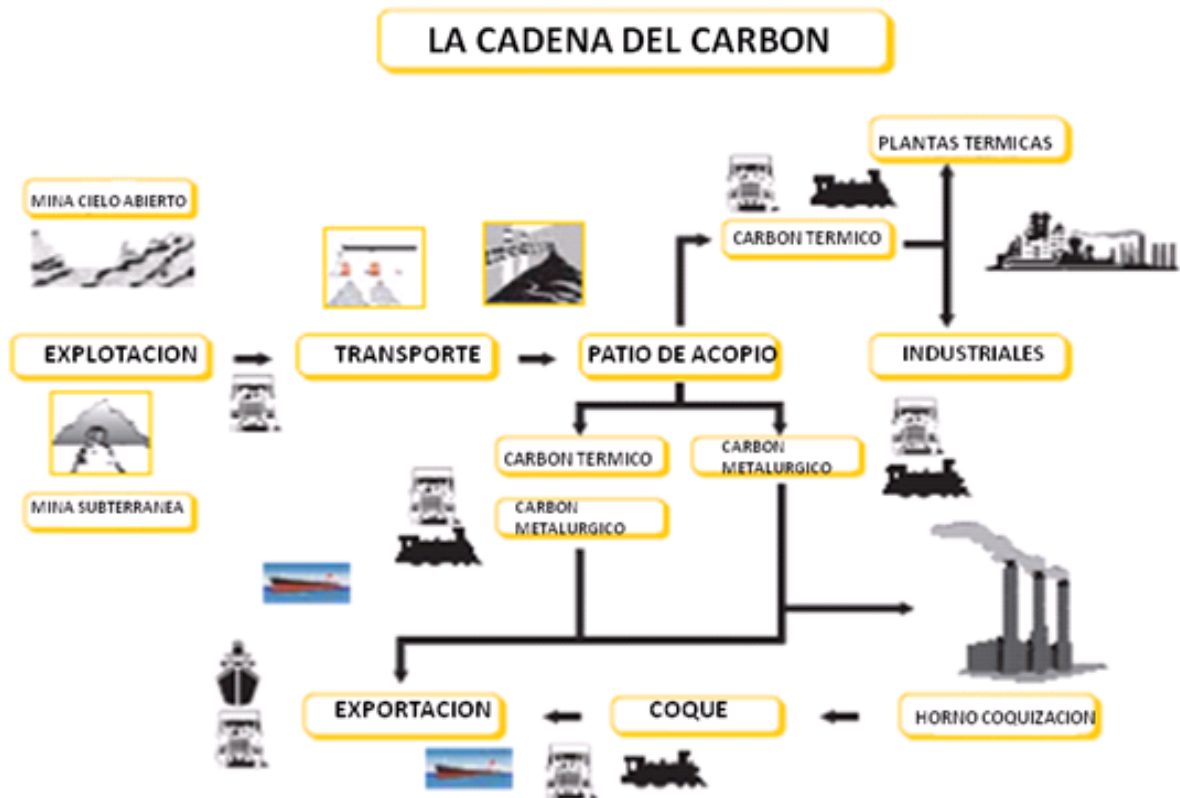 LA CADENA DEL CARBON
PLANTAS TERMICAS
MINA CIELO ABIERTO
CARBON TERMICO
EXPLOTACION
TRANSPORTE
PATIO DE ACOPIO
INDUSTRIALES
CARBON TERMICO
CARBON
METALURGICO
MINA SUBTERRANEA
CARBON
METALURGICO
EXPORTACION
COQUE
HORNO COQUIZACION